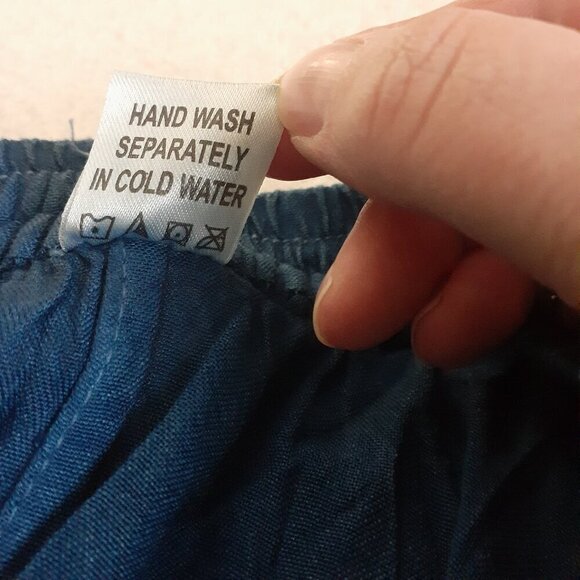 HAND WASH
SEPARATELY
IN COLD WATER